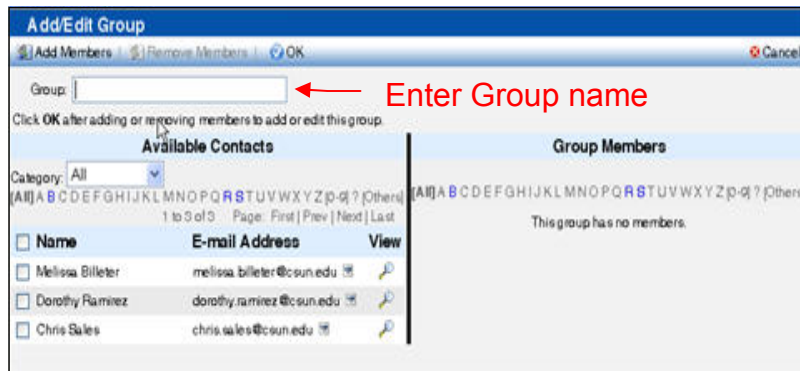 Add/Edit Group
Add Members | Remove Members | OK Cancel
Group: Enter Group name
Click OK after adding or removing members to add or edit this group.
Available Contacts
Category: All
[All] A B C D E F G H I J K L M N O P Q R S T U V W X Y Z [0-9] ? [Others]
1 to 3 of 3 Page: First | Prev | Next | Last
Name E-mail Address View
Melissa Billeter melissa.billeter@csun.edu
Dorothy Ramirez dorothy.ramirez@csun.edu
Chris Sales chris.sales@csun.edu
Group Members
[All] A B C D E F G H I J K L M N O P Q R S T U V W X Y Z [0-9] ? [Others
This group has no members.